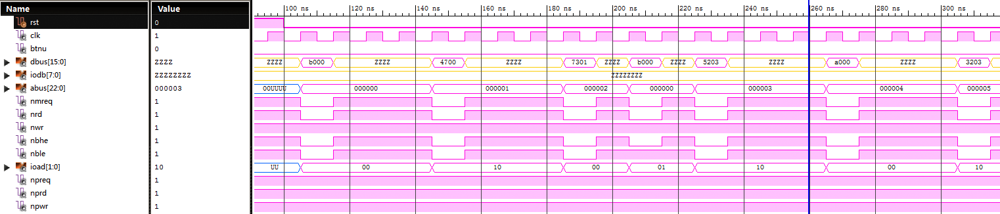 Name Value 100 ns 120 ns 140 ns 160 ns 180 ns 200 ns 220 ns 240 ns 260 ns 280 ns 300 ns
rst 0
clk 1
btnu 0
dbus[15:0] ZZZZ ZZZZ b000 ZZZZ 4700 ZZZZ 7301 ZZZZ b000 ZZZZ 5203 ZZZZ a000 ZZZZ 3203
iodb[7:0] ZZZZZZZZ ZZZZZZZZ
abus[22:0] 000003 00UUUU 000000 000001 000002 000000 000003 000004 000005
nmreq 1
nrd 1
nwr 1
nbhe 1
nble 1
ioad[1:0] 10 UU 00 10 00 01 10 00 10
npreq 1
nprd 1
npwr 1